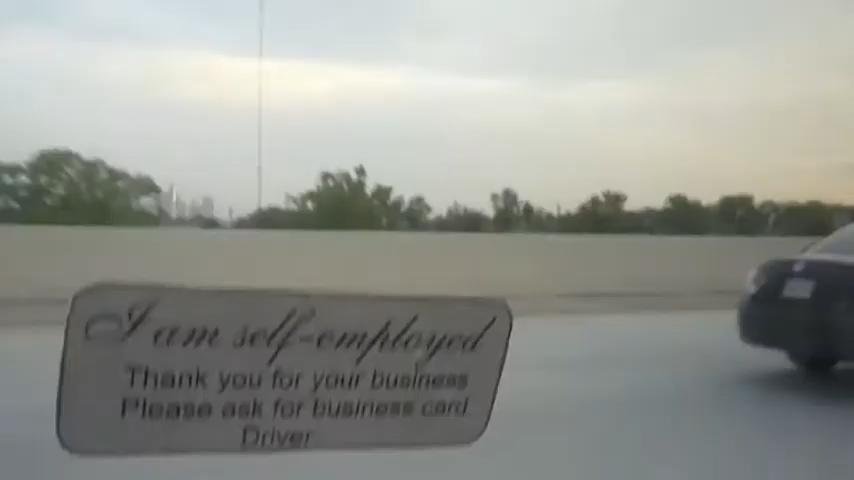 I am self-employed
Thank you for your business
Please ask for business card
Driver